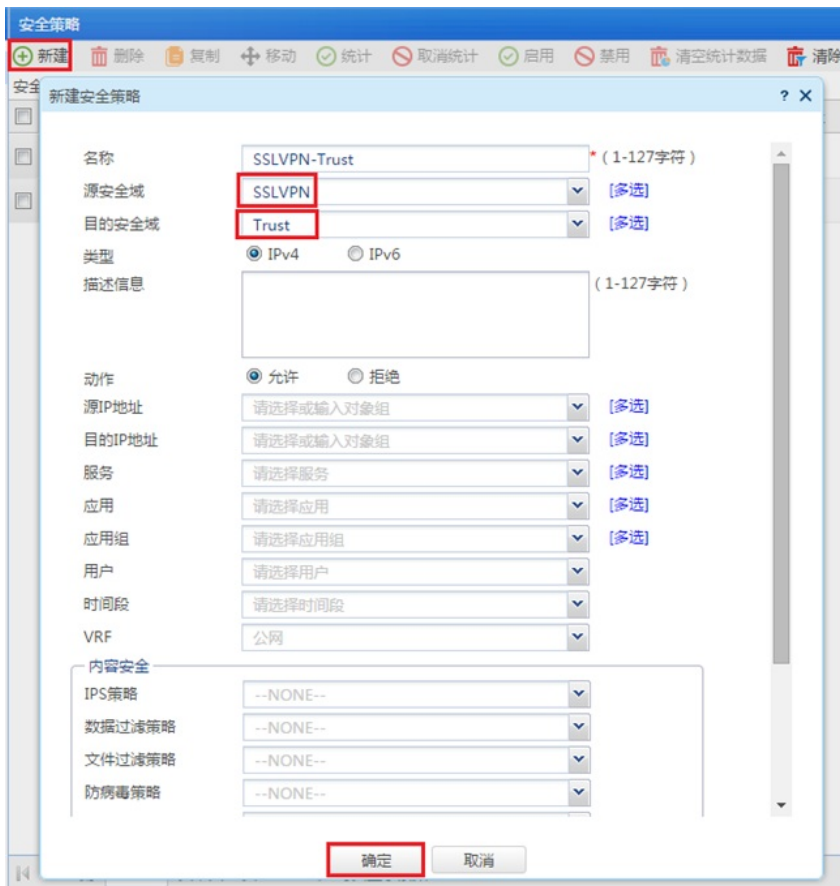 安全策略
新建 删除 复制 移动 统计 取消统计 启用 禁用 清空统计数据 清除
安全
新建安全策略 ? X
名称 SSLVPN-Trust *(1-127字符)
源安全域 SSLVPN [多选]
目的安全域 Trust [多选]
类型 IPv4 IPv6
描述信息 (1-127字符)
动作 允许 拒绝
源IP地址 请选择或输入对象组 [多选]
目的IP地址 请选择或输入对象组 [多选]
服务 请选择服务 [多选]
应用 请选择应用 [多选]
应用组 请选择应用组 [多选]
用户 请选择用户
时间段 请选择时间段
VRF 公网
内容安全
IPS策略 --NONE--
数据过滤策略 --NONE--
文件过滤策略 --NONE--
防病毒策略 --NONE--
确定 取消